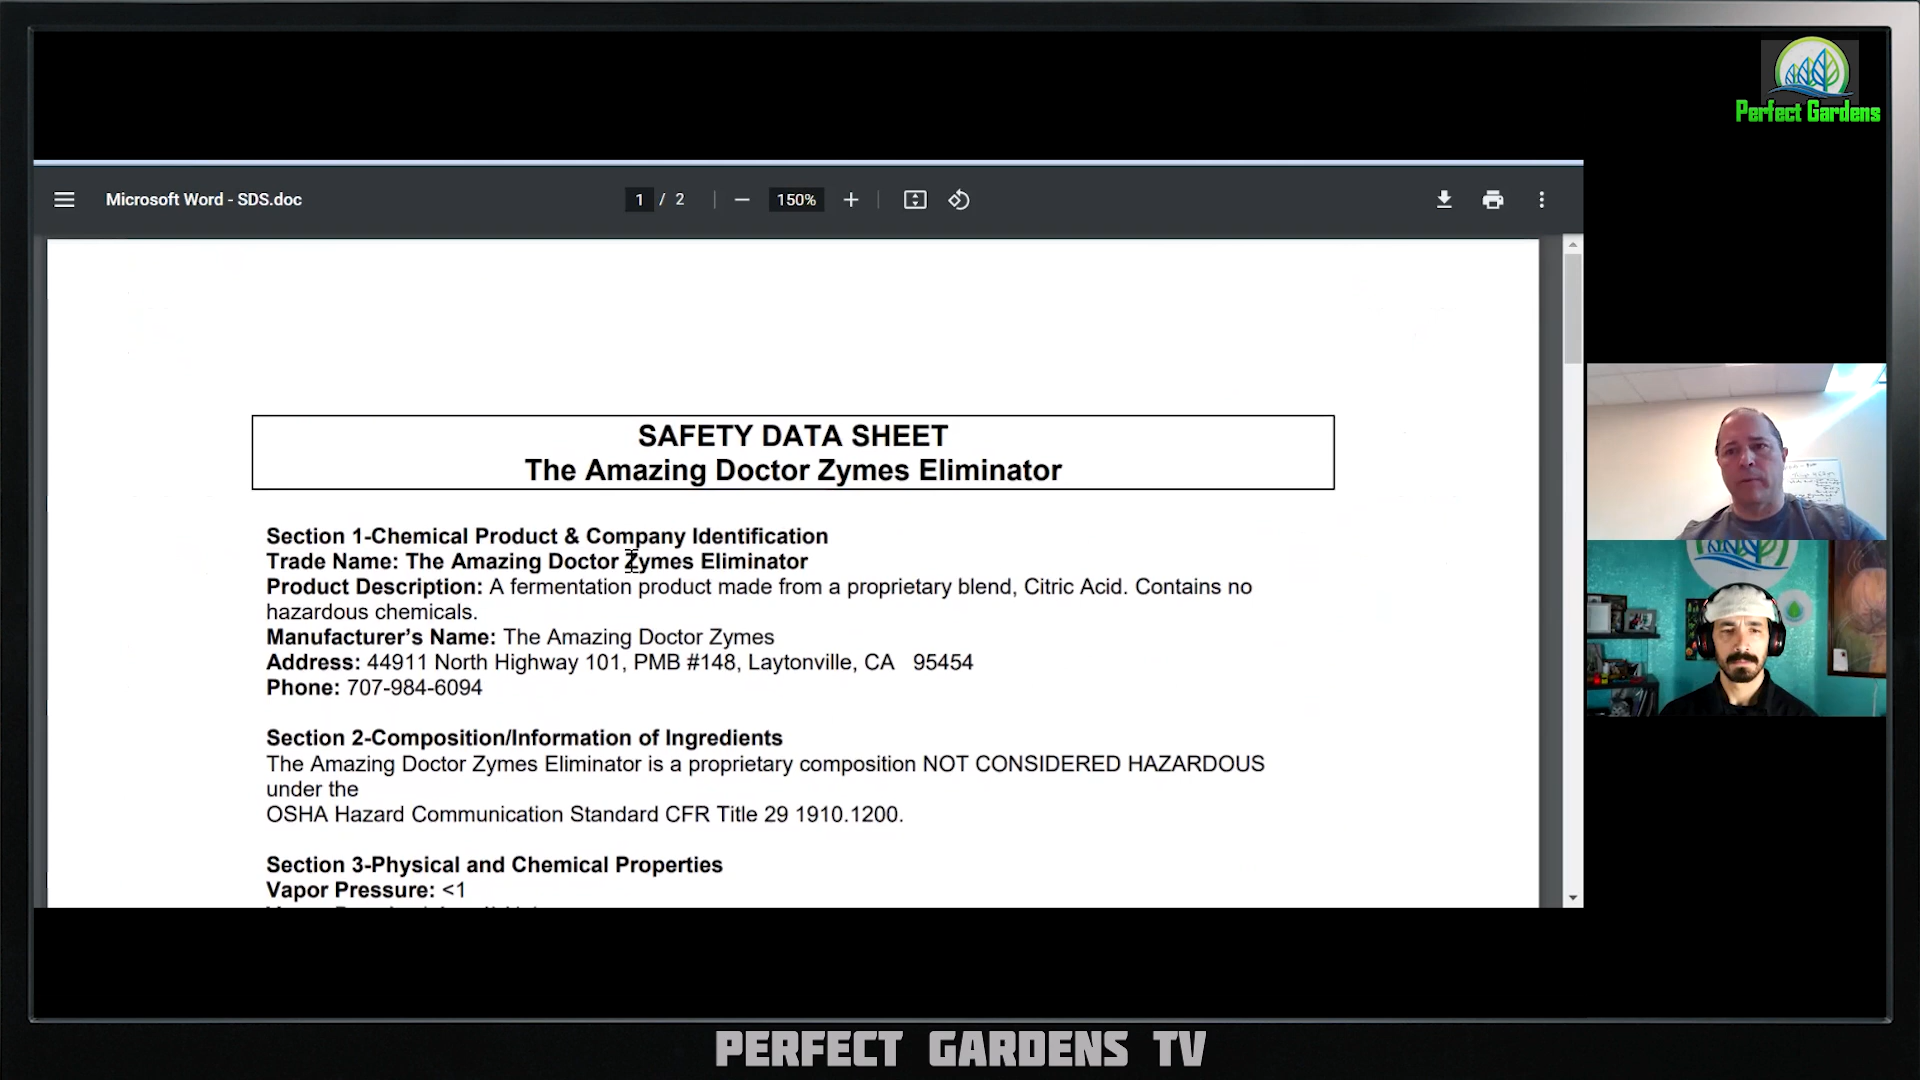 Perfect Gardens
Microsoft Word - SDS.doc
1 / 2
150%
SAFETY DATA SHEET
The Amazing Doctor Zymes Eliminator
Section 1-Chemical Product & Company Identification
Trade Name: The Amazing Doctor Zymes Eliminator
Product Description: A fermentation product made from a proprietary blend, Citric Acid. Contains no
hazardous chemicals.
Manufacturer's Name: The Amazing Doctor Zymes
Address: 44911 North Highway 101, PMB #148, Laytonville, CA 95454
Phone: 707-984-6094
Section 2-Composition/Information of Ingredients
The Amazing Doctor Zymes Eliminator is a proprietary composition NOT CONSIDERED HAZARDOUS
under the
OSHA Hazard Communication Standard CFR Title 29 1910.1200.
Section 3-Physical and Chemical Properties
Vapor Pressure: <1
PERFECT GARDENS TV